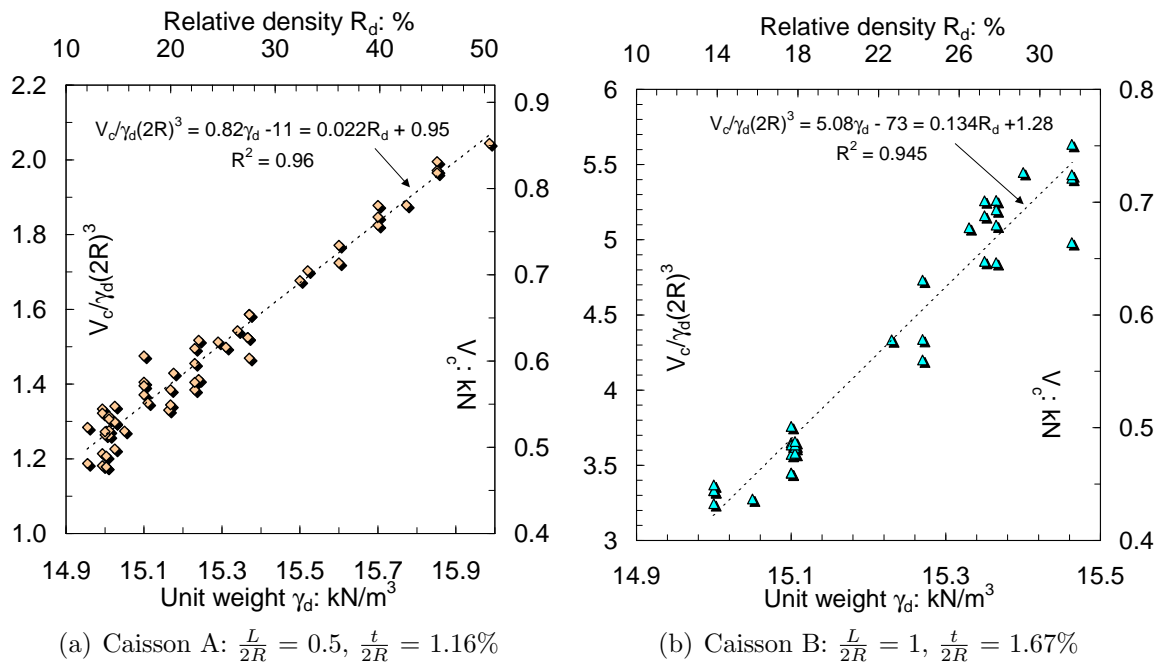 Relative density R_d: %
10 20 30 40 50
2.2
2.0
1.8
1.6
1.4
1.2
1.0
V_c/γ_d(2R)^3
V_c/γ_d(2R)^3 = 0.82γ_d -11 = 0.022R_d + 0.95
R^2 = 0.96
0.9
0.8
0.7
0.6
0.5
0.4
V_c: kN
14.9 15.1 15.3 15.5 15.7 15.9
Unit weight γ_d: kN/m^3
(a) Caisson A: L/2R = 0.5, t/2R = 1.16%
Relative density R_d: %
10 14 18 22 26 30
6
5.5
5
4.5
4
3.5
3
V_c/γ_d(2R)^3
V_c/γ_d(2R)^3 = 5.08γ_d - 73 = 0.134R_d +1.28
R^2 = 0.945
0.8
0.7
0.6
0.5
0.4
V_c: kN
14.9 15.1 15.3 15.5
Unit weight γ_d: kN/m^3
(b) Caisson B: L/2R = 1, t/2R = 1.67%